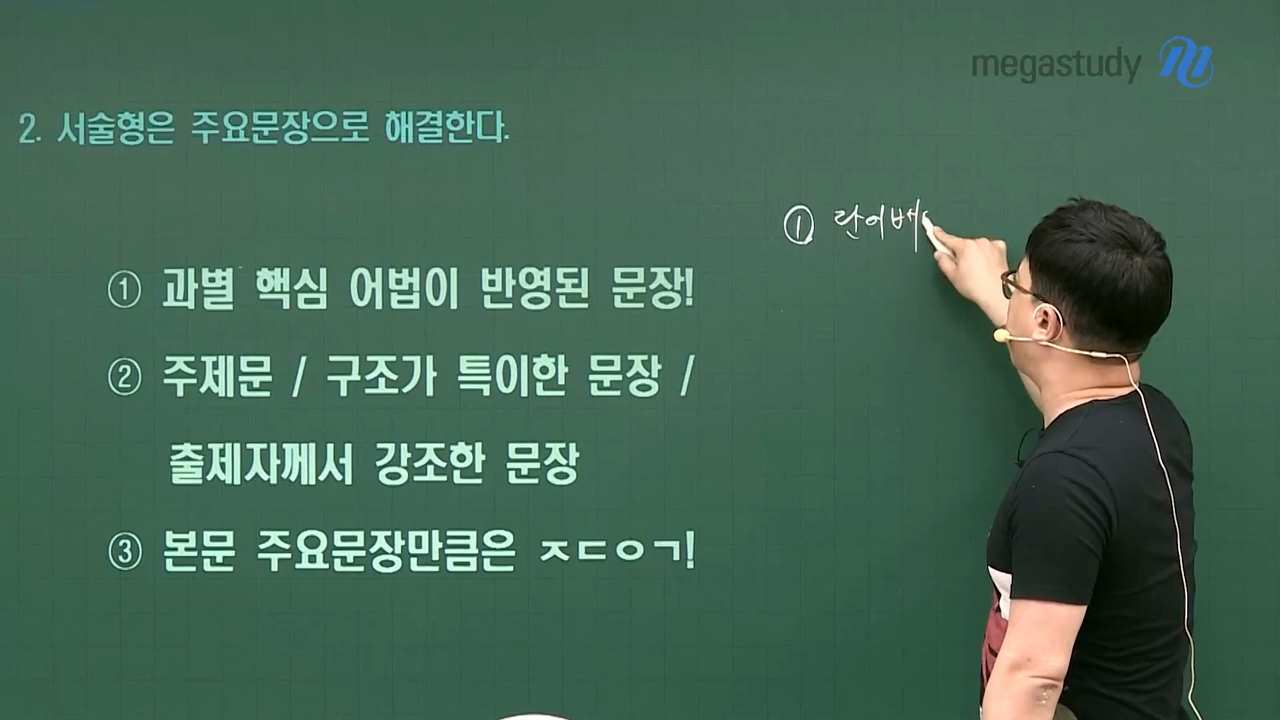 megastudy
2. 서술형은 주요문장으로 해결한다.
① 단어배
① 과별 핵심 어법이 반영된 문장!
② 주제문 / 구조가 특이한 문장 /
출제자께서 강조한 문장
③ 본문 주요문장만큼은 ㅈㄷㅇㄱ!